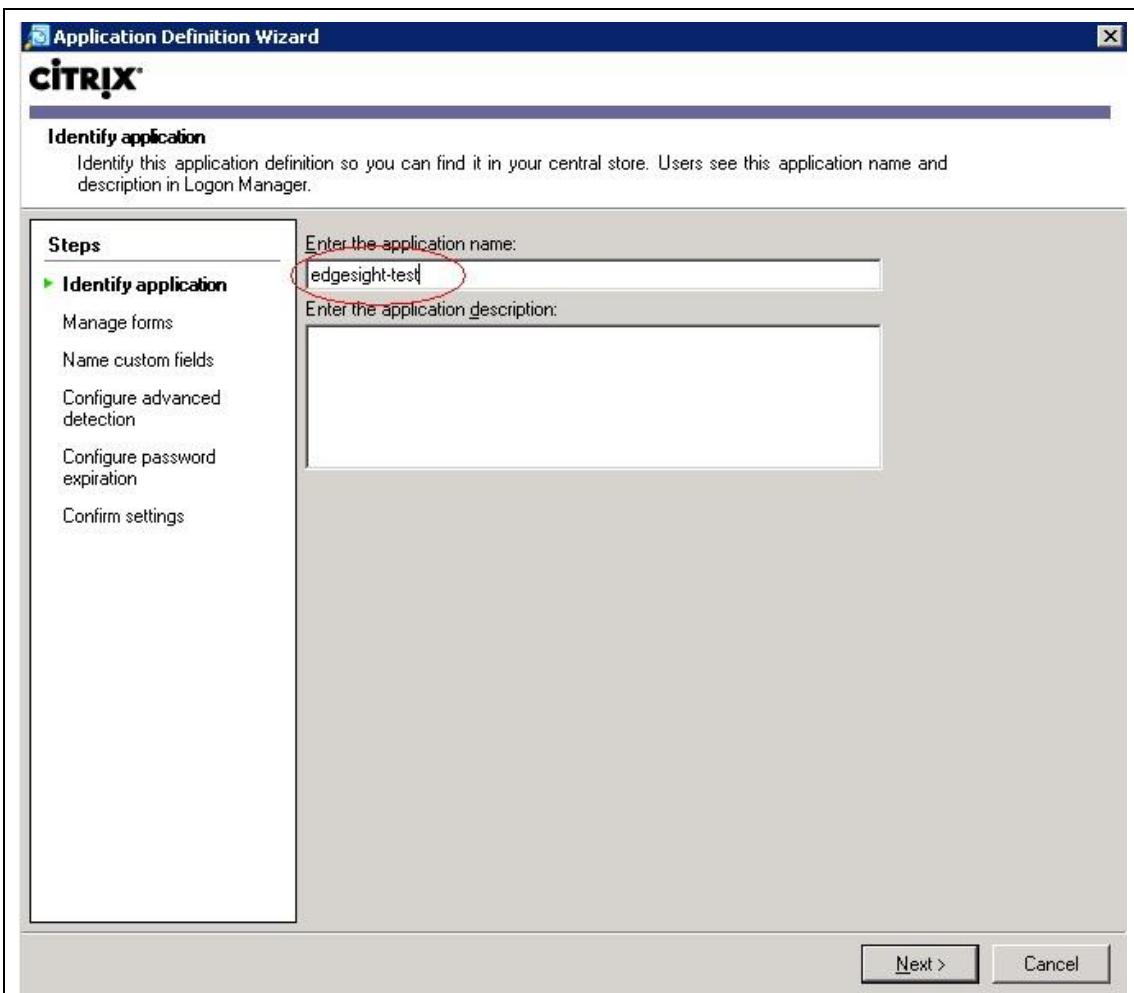 Application Definition Wizard
CITRIX
Identify application
Identify this application definition so you can find it in your central store. Users see this application name and
description in Logon Manager.
Steps
Identify application
Manage forms
Name custom fields
Configure advanced
detection
Configure password
expiration
Confirm settings
Enter the application name:
edgesight-test
Enter the application description:
Next >
Cancel